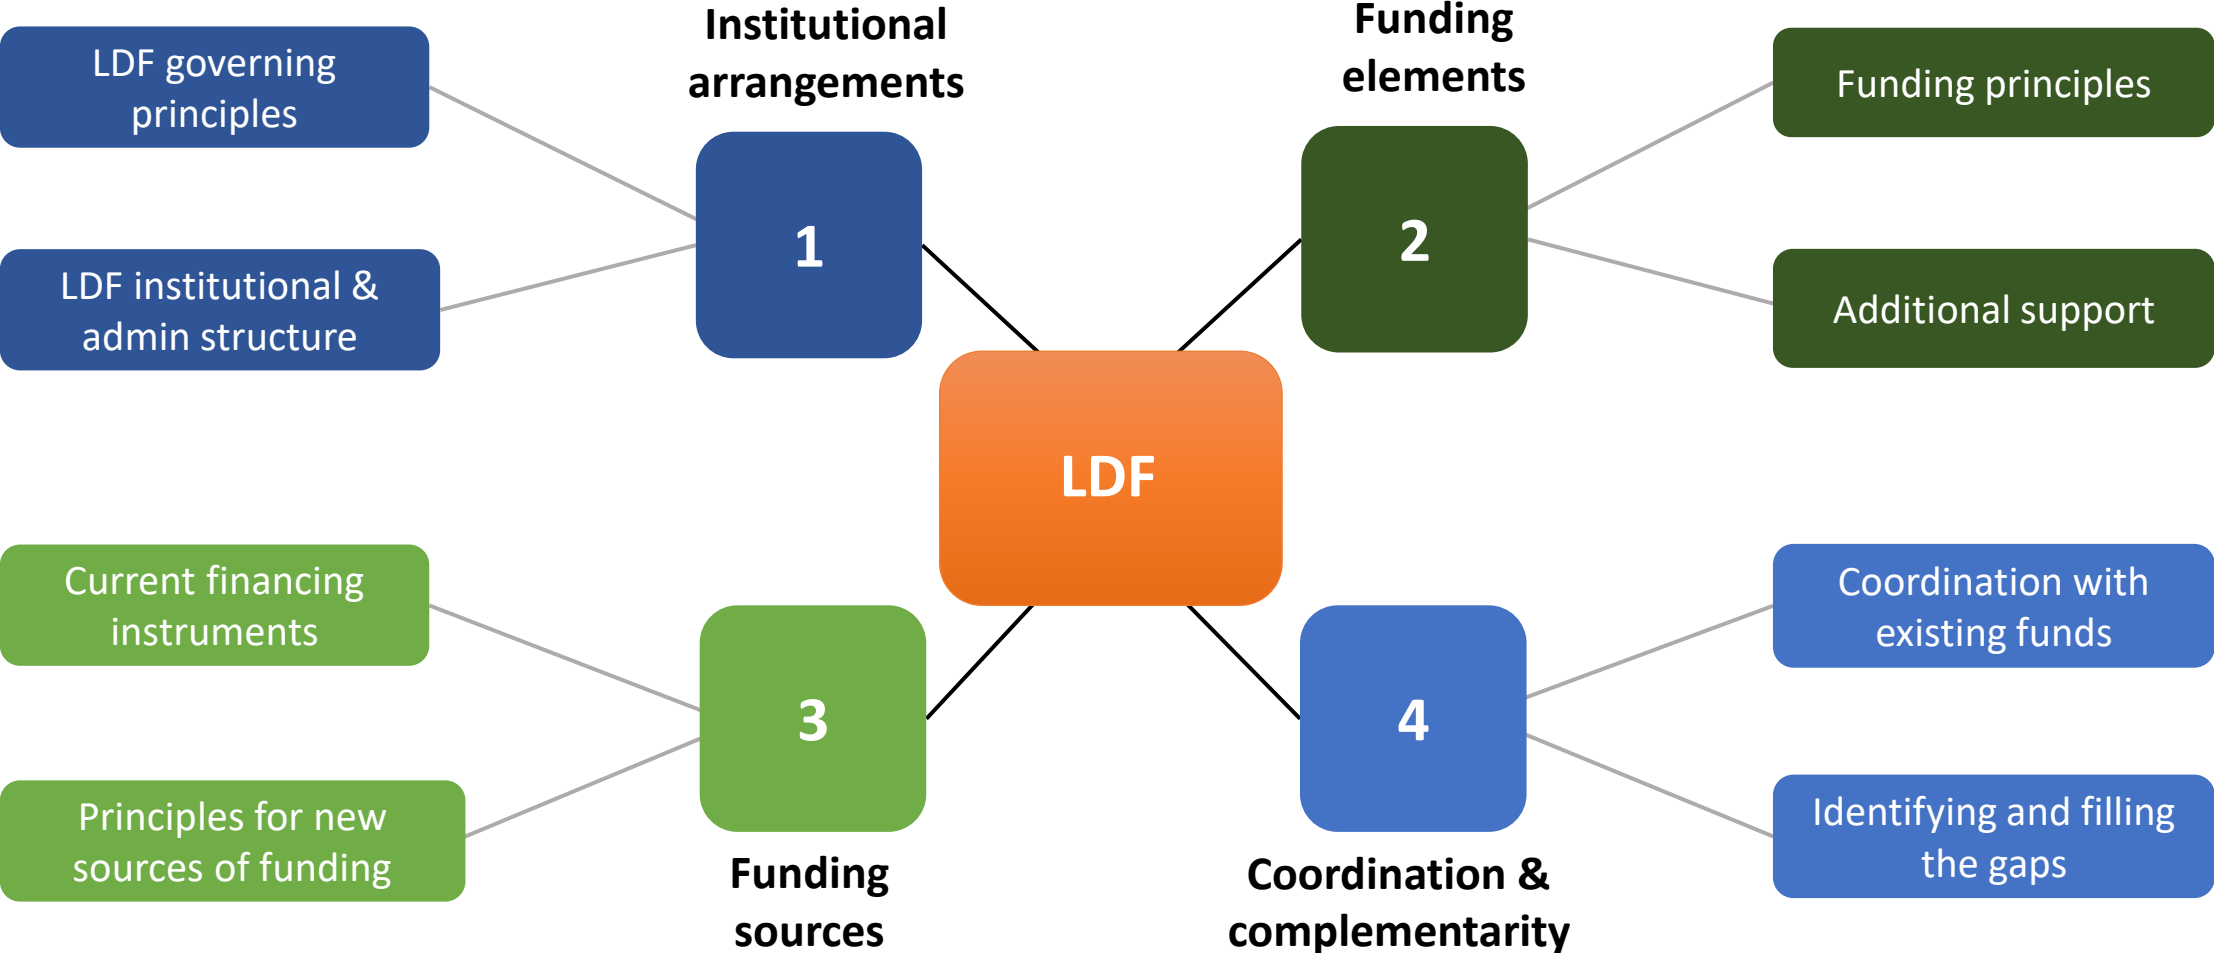 Institutional
arrangements
LDF governing
principles
LDF institutional &
admin structure
1
Funding
elements
2
Funding principles
Additional support
LDF
Current financing
instruments
Principles for new
sources of funding
3
Funding
sources
4
Coordination &
complementarity
Coordination with
existing funds
Identifying and filling
the gaps